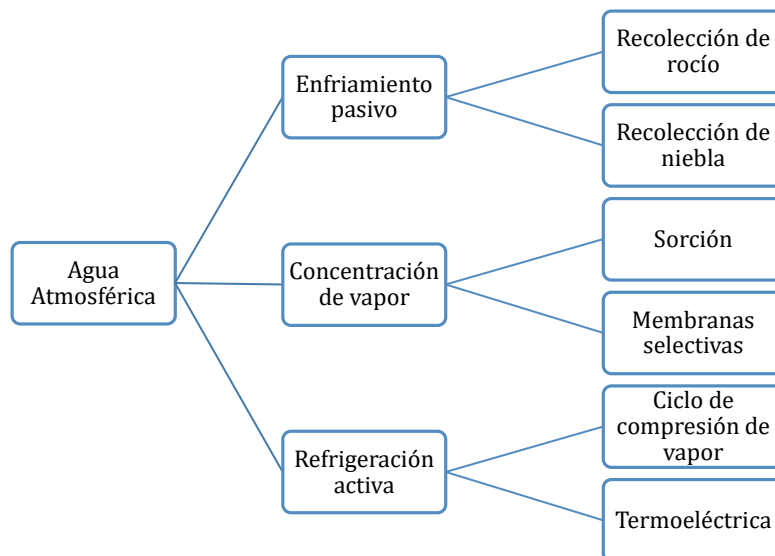 Agua
Atmosférica
Enfriamiento
pasivo
Recolección de
rocío
Recolección de
niebla
Concentración
de vapor
Sorción
Membranas
selectivas
Refrigeración
activa
Ciclo de
compresión de
vapor
Termoeléctrica